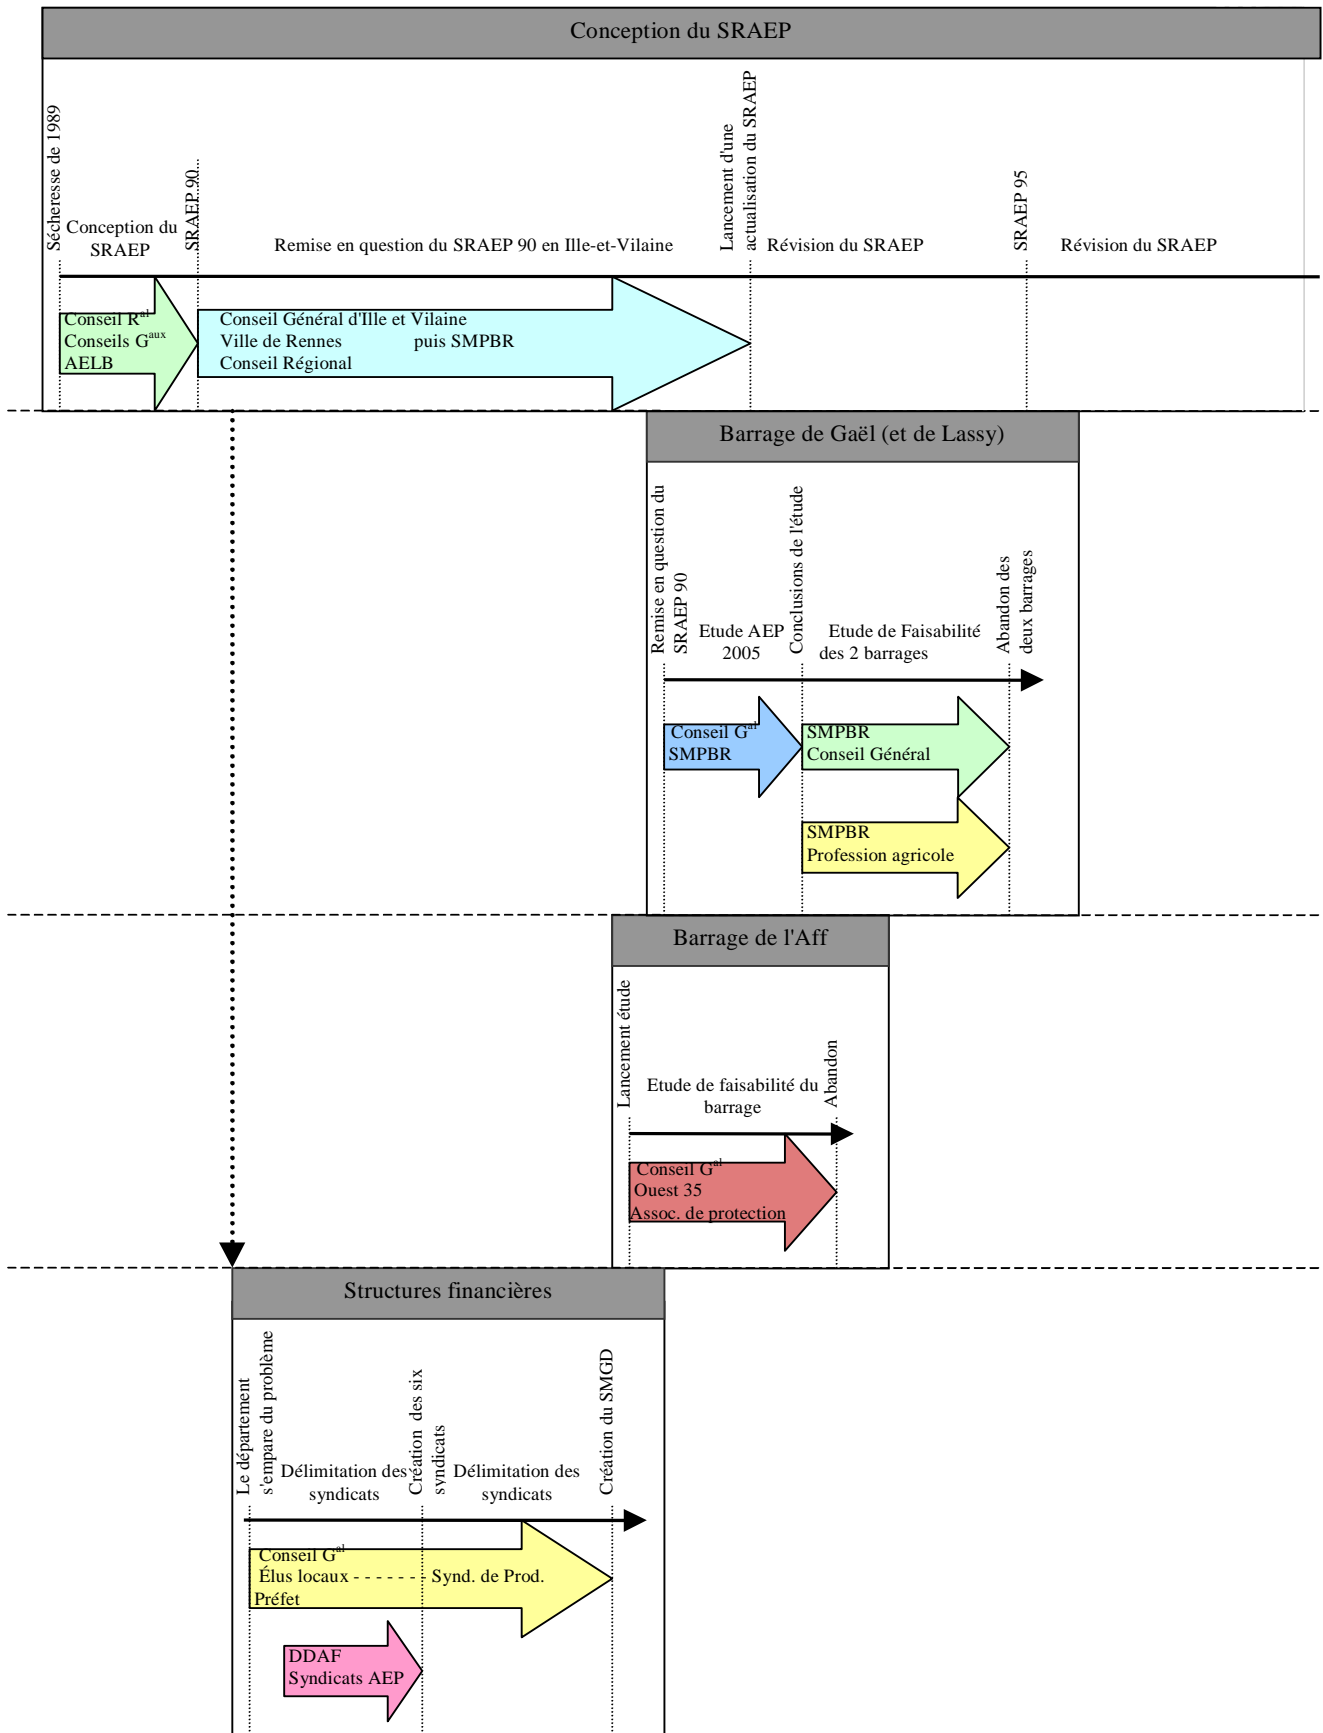 Conception du SRAEP
Sécheresse de 1989
Conception du
SRAEP
SRAEP 90
Remise en question du SRAEP 90 en Ille-et-Vilaine
Lancement d'une
actualisation du SRAEP
Révision du SRAEP
SRAEP 95
Révision du SRAEP
Conseil Ral
Conseils Gaux
AELB
Conseil Général d'Ille et Vilaine
Ville de Rennes puis SMPBR
Conseil Régional
Barrage de Gaël (et de Lassy)
Remise en question du
SRAEP 90
Etude AEP
2005
Conclusions de l'étude
Etude de Faisabilité
des 2 barrages
Abandon des
deux barrages
Conseil Gal
SMPBR
SMPBR
Conseil Général
SMPBR
Profession agricole
Barrage de l'Aff
Lancement étude
Etude de faisabilité du
barrage
Abandon
Conseil Gal
Ouest 35
Assoc. de protection
Structures financières
Le département
s'empare du problème
Délimitation des
syndicats
Création des six
syndicats
Délimitation des
syndicats
Création du SMGD
Conseil Gal
Élus locaux - - - - - - - Synd. de Prod.
Préfet
DDAF
Syndicats AEP